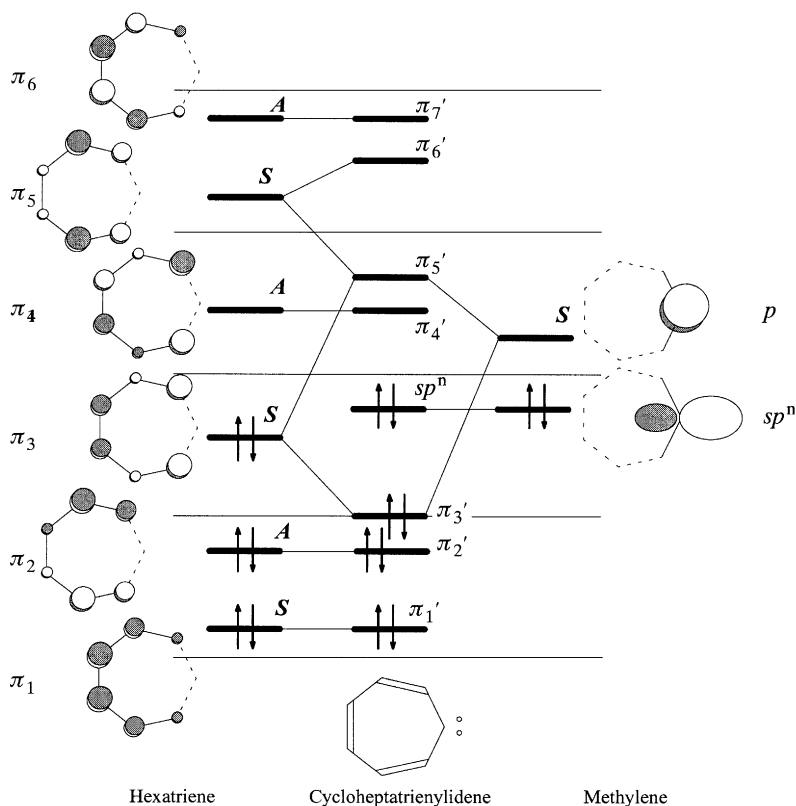 π6
A
π7′
π6′
π5
S
π5′
π4
A
π4′
S
p
spn
spn
π3
S
π3′
π2
A
π2′
S
π1′
π1
Hexatriene Cycloheptatrienylidene Methylene